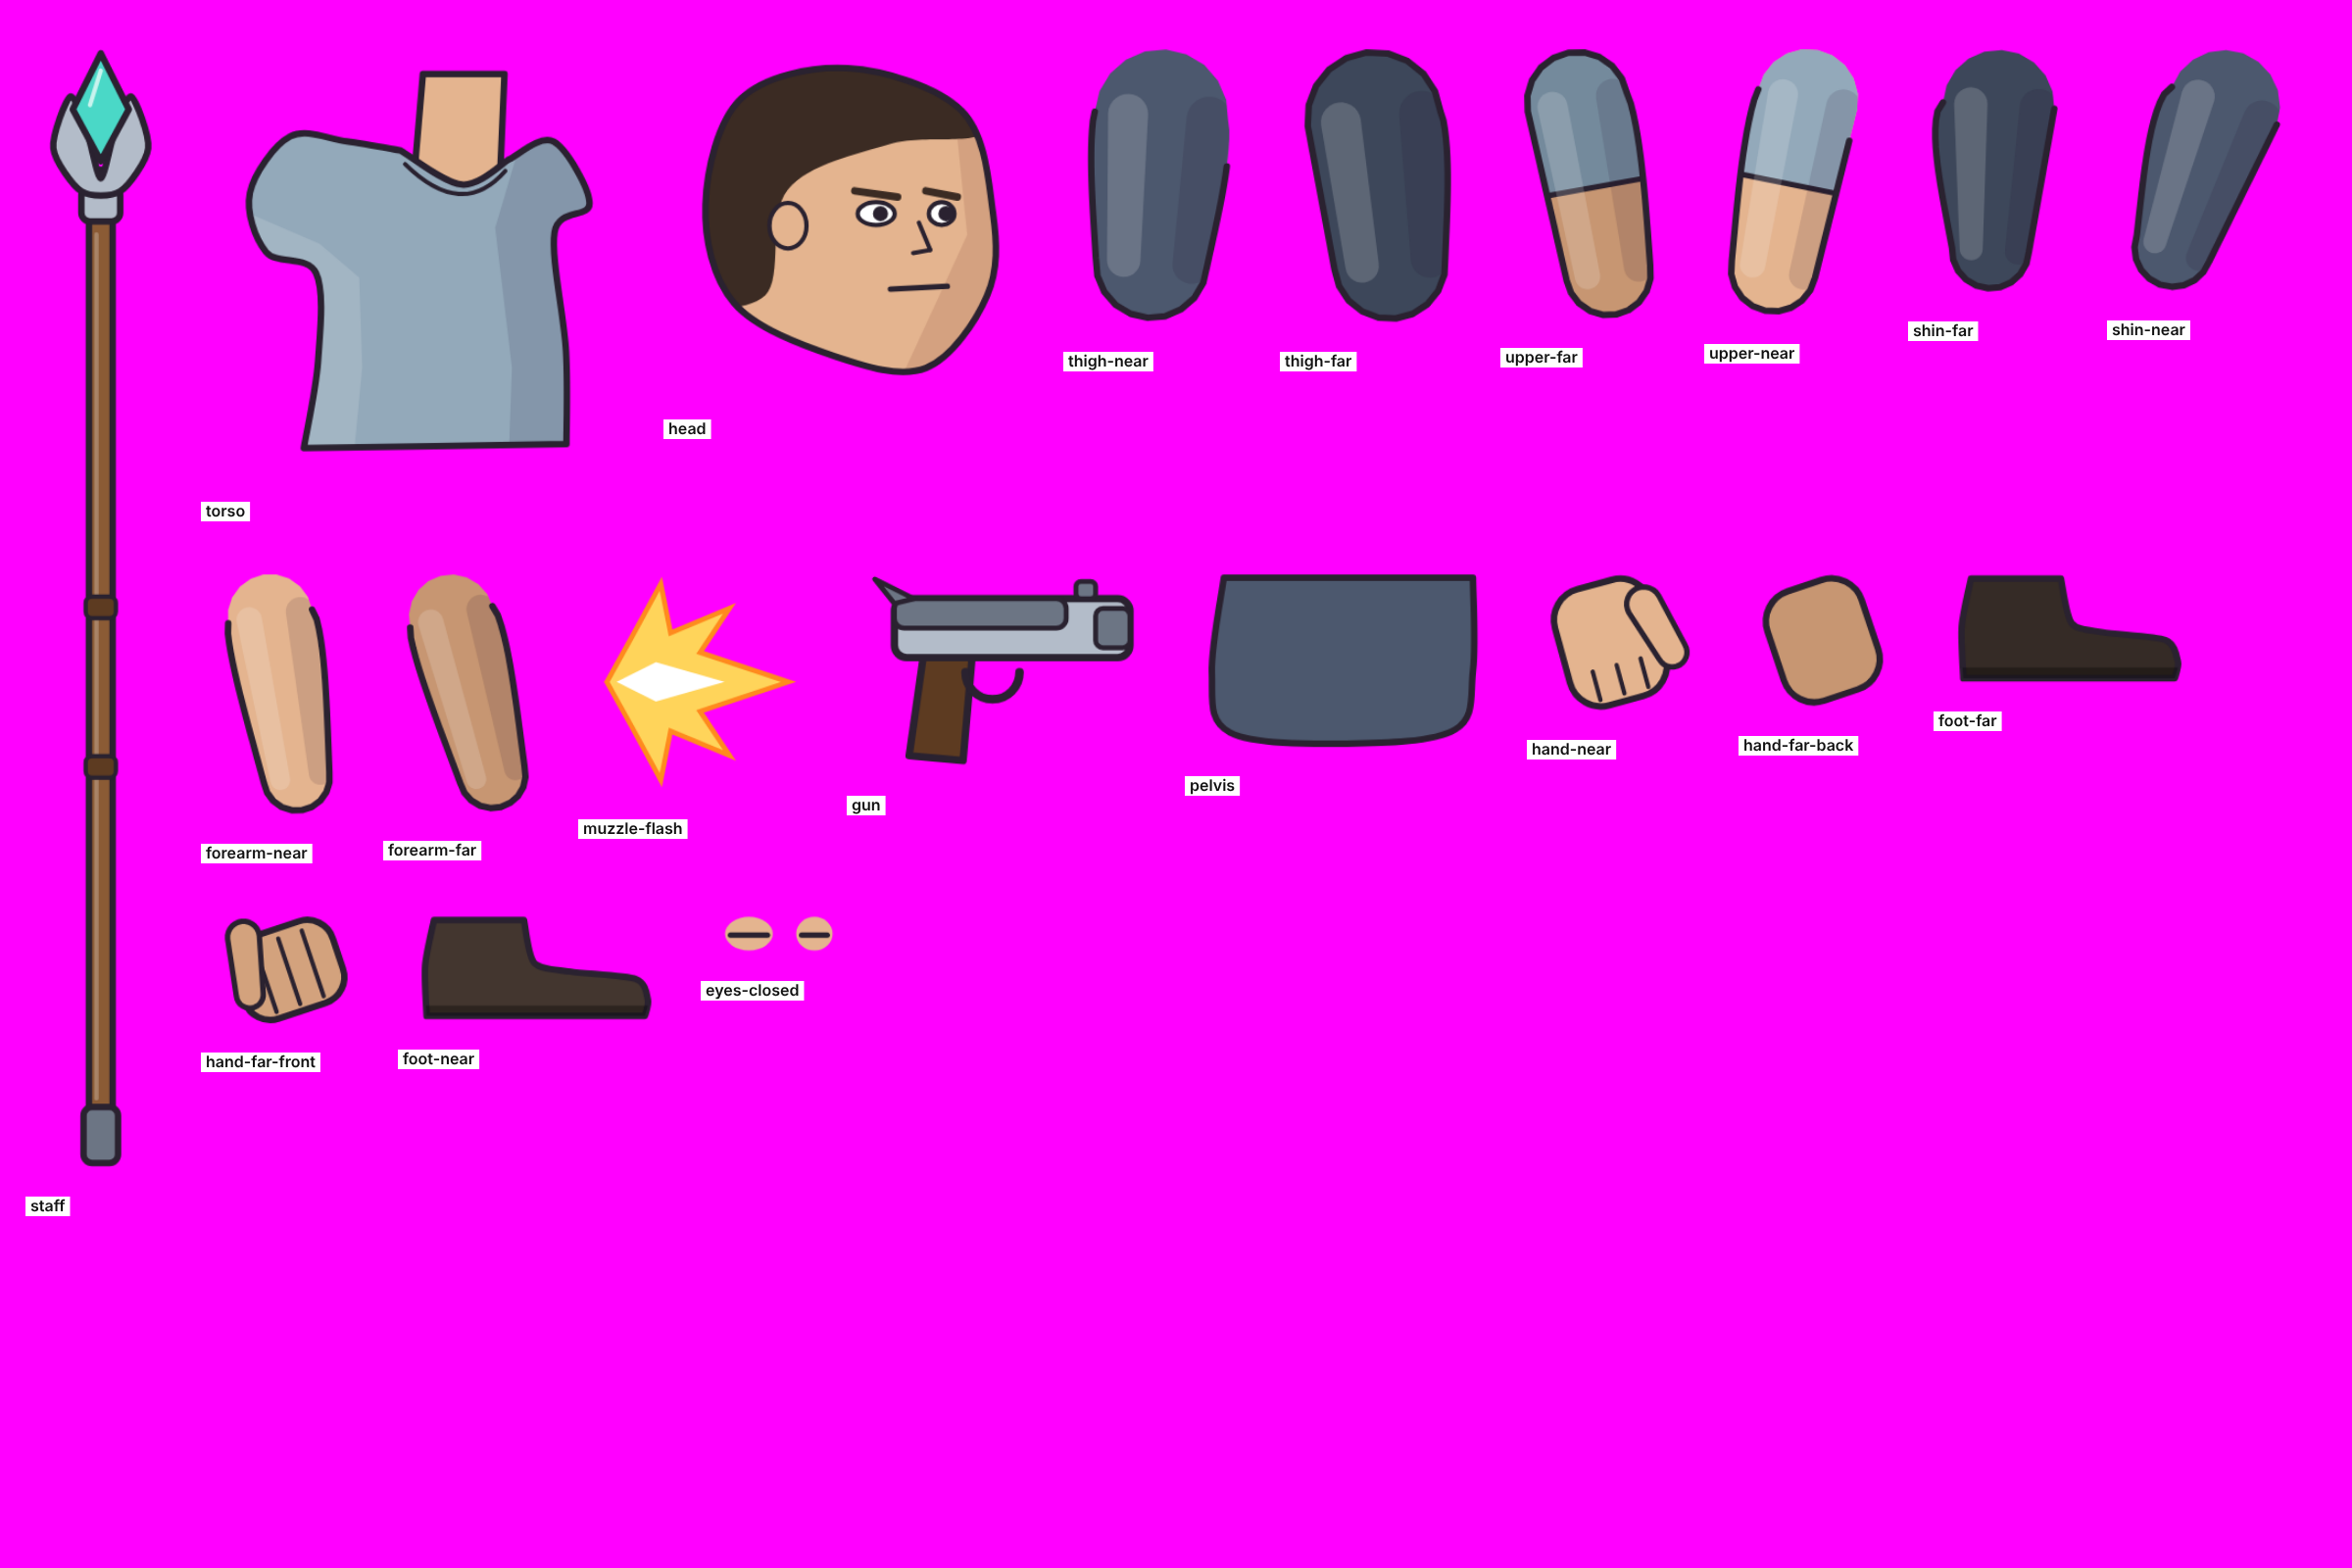 thigh-near
thigh-far
upper-far
upper-near
shin-far
shin-near
head
torso
forearm-near
forearm-far
muzzle-flash
gun
pelvis
hand-near
hand-far-back
foot-far
hand-far-front
foot-near
eyes-closed
staff